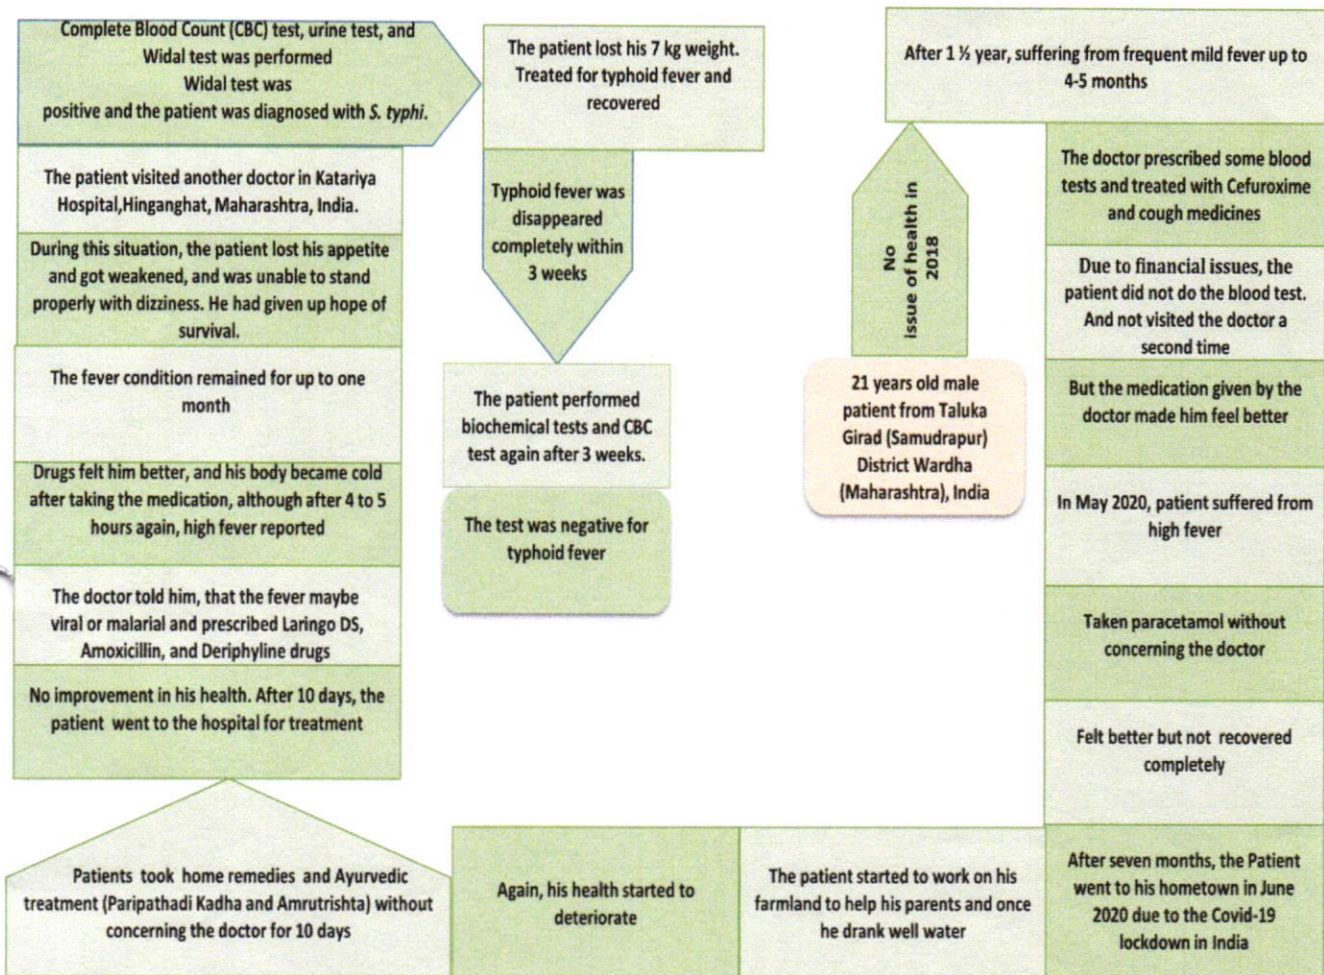 Complete Blood Count (CBC) test, urine test, and
Widal test was performed
Widal test was
positive and the patient was diagnosed with S. typhi.
The patient visited another doctor in Katariya
Hospital,Hinganghat, Maharashtra, India.
During this situation, the patient lost his appetite
and got weakened, and was unable to stand
properly with dizziness. He had given up hope of
survival.
The fever condition remained for up to one
month
Drugs felt him better, and his body became cold
after taking the medication, although after 4 to 5
hours again, high fever reported
The doctor told him, that the fever maybe
viral or malarial and prescribed Laringo DS,
Amoxicillin, and Deriphyline drugs
No improvement in his health. After 10 days, the
patient went to the hospital for treatment
Patients took home remedies and Ayurvedic
treatment (Paripathadi Kadha and Amrutrishta) without
concerning the doctor for 10 days
The patient lost his 7 kg weight.
Treated for typhoid fever and
recovered
Typhoid fever was
disappeared
completely within
3 weeks
The patient performed
biochemical tests and CBC
test again after 3 weeks.
The test was negative for
typhoid fever
Again, his health started to
deteriorate
The patient started to work on his
farmland to help his parents and once
he drank well water
No
issue of health in
2018
21 years old male
patient from Taluka
Girad (Samudrapur)
District Wardha
(Maharashtra), India
After 1 ½ year, suffering from frequent mild fever up to
4-5 months
The doctor prescribed some blood
tests and treated with Cefuroxime
and cough medicines
Due to financial issues, the
patient did not do the blood test.
And not visited the doctor a
second time
But the medication given by the
doctor made him feel better
In May 2020, patient suffered from
high fever
Taken paracetamol without
concerning the doctor
Felt better but not recovered
completely
After seven months, the Patient
went to his hometown in June
2020 due to the Covid-19
lockdown in India